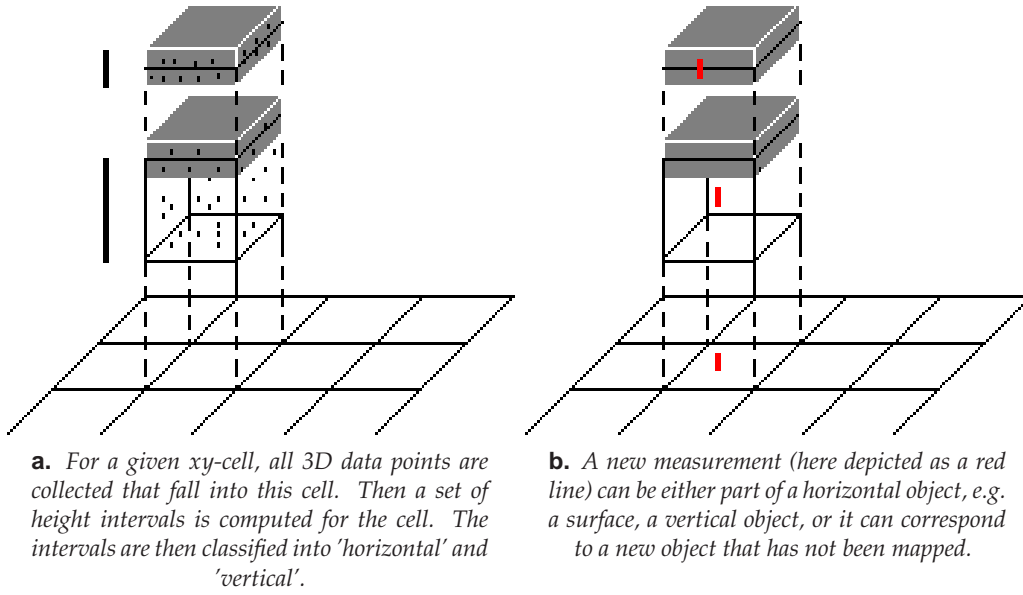 a. For a given xy-cell, all 3D data points are
collected that fall into this cell. Then a set of
height intervals is computed for the cell. The
intervals are then classified into 'horizontal' and
'vertical'.
b. A new measurement (here depicted as a red
line) can be either part of a horizontal object, e.g.
a surface, a vertical object, or it can correspond
to a new object that has not been mapped.